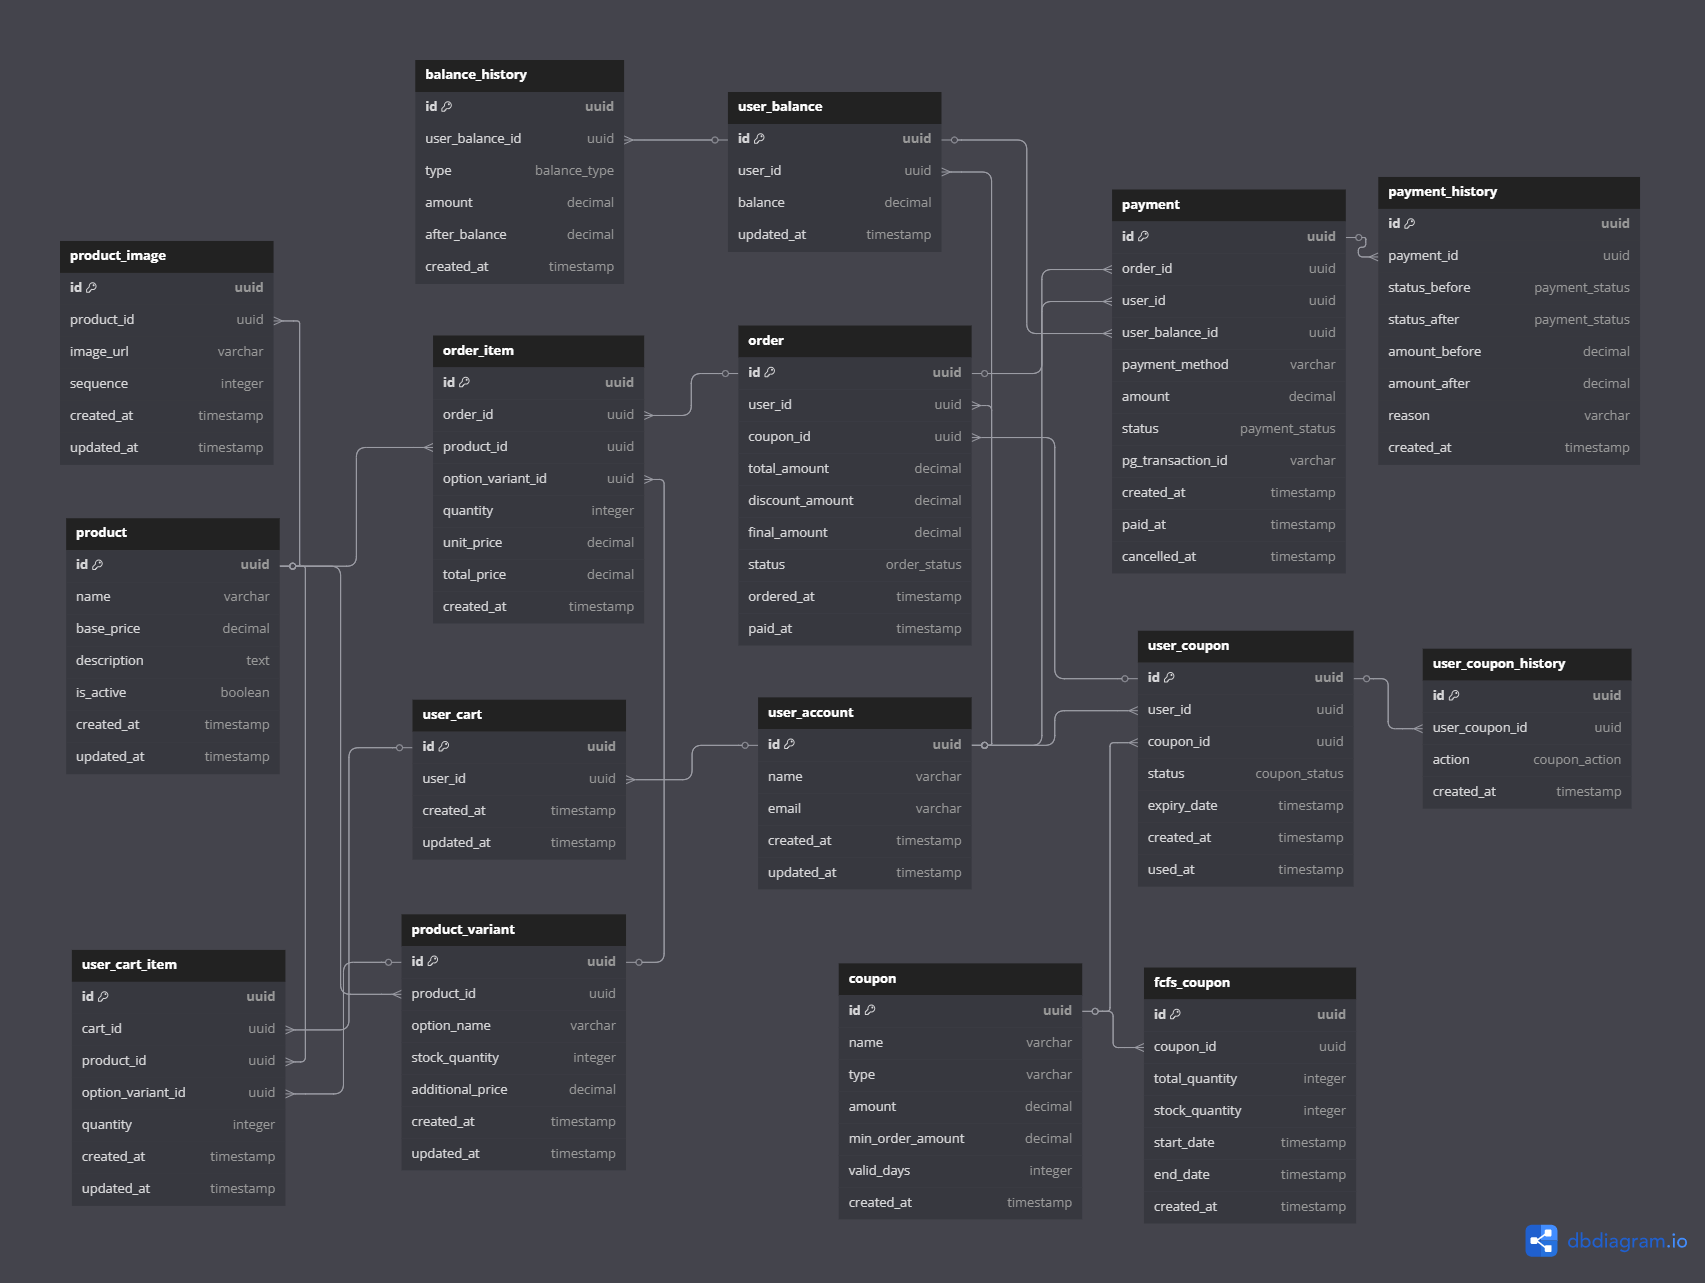 balance_history
id uuid
user_balance_id uuid
type balance_type
amount decimal
after_balance decimal
created_at timestamp
user_balance
id uuid
user_id uuid
balance decimal
updated_at timestamp
payment
id uuid
order_id uuid
user_id uuid
user_balance_id uuid
payment_method varchar
amount decimal
status payment_status
pg_transaction_id varchar
created_at timestamp
paid_at timestamp
cancelled_at timestamp
payment_history
id uuid
payment_id uuid
status_before payment_status
status_after payment_status
amount_before decimal
amount_after decimal
reason varchar
created_at timestamp
product_image
id uuid
product_id uuid
image_url varchar
sequence integer
created_at timestamp
updated_at timestamp
order_item
id uuid
order_id uuid
product_id uuid
option_variant_id uuid
quantity integer
unit_price decimal
total_price decimal
created_at timestamp
order
id uuid
user_id uuid
coupon_id uuid
total_amount decimal
discount_amount decimal
final_amount decimal
status order_status
ordered_at timestamp
paid_at timestamp
product
id uuid
name varchar
base_price decimal
description text
is_active boolean
created_at timestamp
updated_at timestamp
user_cart
id uuid
user_id uuid
created_at timestamp
updated_at timestamp
user_account
id uuid
name varchar
email varchar
created_at timestamp
updated_at timestamp
user_coupon
id uuid
user_id uuid
coupon_id uuid
status coupon_status
expiry_date timestamp
created_at timestamp
used_at timestamp
user_coupon_history
id uuid
user_coupon_id uuid
action coupon_action
created_at timestamp
user_cart_item
id uuid
cart_id uuid
product_id uuid
option_variant_id uuid
quantity integer
created_at timestamp
updated_at timestamp
product_variant
id uuid
product_id uuid
option_name varchar
stock_quantity integer
additional_price decimal
created_at timestamp
updated_at timestamp
coupon
id uuid
name varchar
type varchar
amount decimal
min_order_amount decimal
valid_days integer
created_at timestamp
fcfs_coupon
id uuid
coupon_id uuid
total_quantity integer
stock_quantity integer
start_date timestamp
end_date timestamp
created_at timestamp
dbdiagram.io